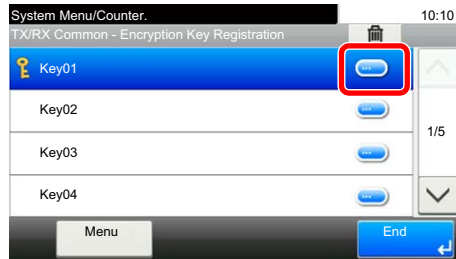 System Menu/Counter.
10:10
TX/RX Common - Encryption Key Registration
Key01
Key02
1/5
Key03
Key04
Menu
End